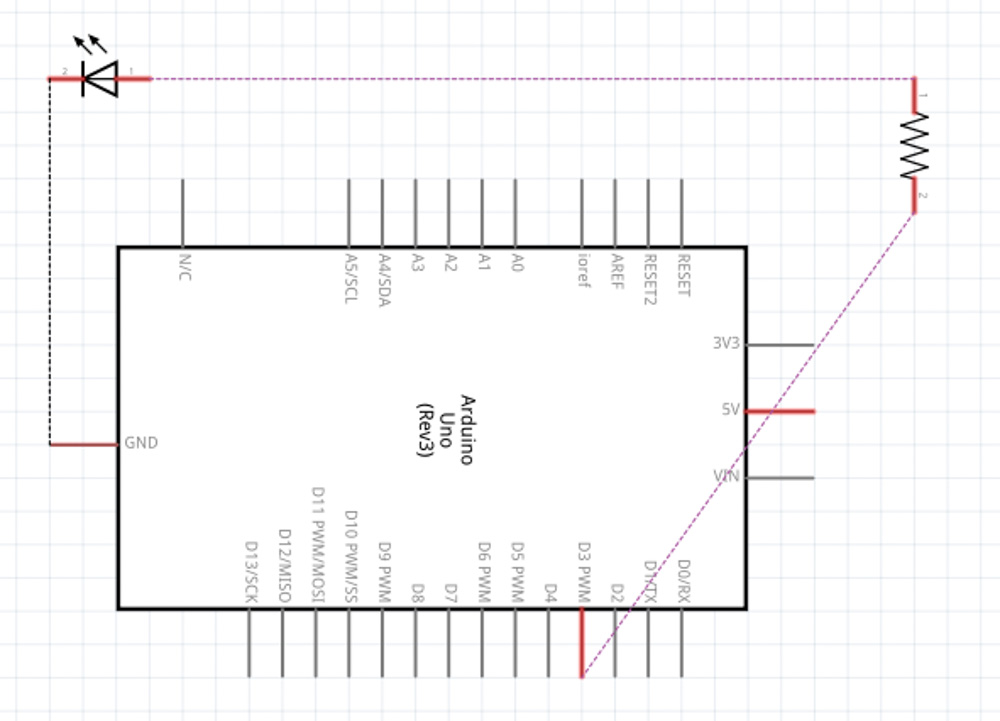 2
1
1
2
N/C
A5/SCL
A4/SDA
A3
A2
A1
A0
ioref
AREF
RESET2
RESET
3V3
5V
VIN
GND
Arduino
Uno
(Rev3)
D13/SCK
D12/MISO
D11 PWM/MOSI
D10 PWM/SS
D9 PWM
D8
D7
D6 PWM
D5 PWM
D4
D3 PWM
D2
D1/TX
D0/RX